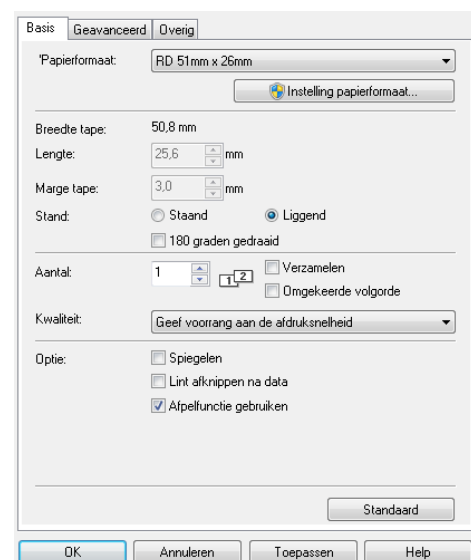 Basis Geavanceerd Overig
'Papierformaat: RD 51mm x 26mm
Instelling papierformaat...
Breedte tape: 50,8 mm
Lengte: 25,6 mm
Marge tape: 3,0 mm
Stand: Staand Liggend
180 graden gedraaid
Aantal: 1 1 2 Verzamelen
Omgekeerde volgorde
Kwaliteit: Geef voorrang aan de afdruksnelheid
Optie: Spiegelen
Lint afknippen na data
Afpelfunctie gebruiken
Standaard
OK Annuleren Toepassen Help